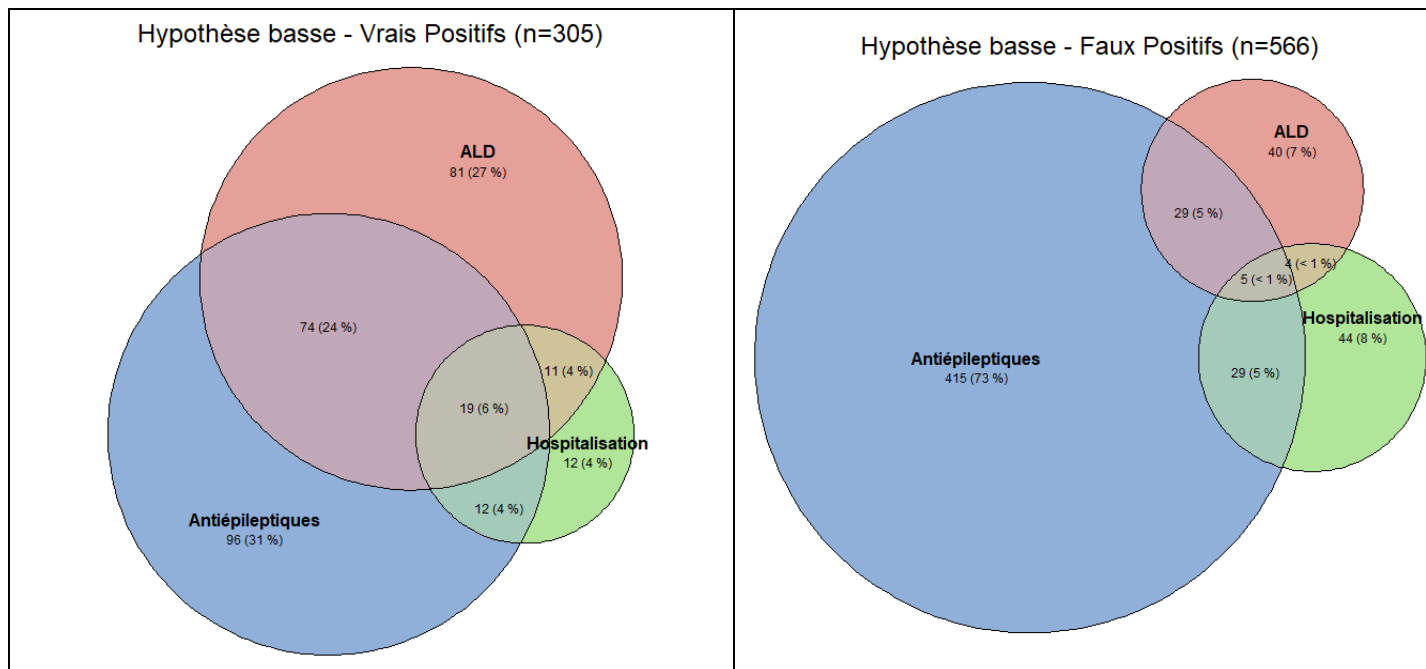 Hypothèse basse - Vrais Positifs (n=305)
ALD
81 (27 %)
74 (24 %)
11 (4 %)
19 (6 %)
Hospitalisation
12 (4 %)
12 (4 %)
Antiépileptiques
96 (31 %)
Hypothèse basse - Faux Positifs (n=566)
ALD
40 (7 %)
29 (5 %)
4 (< 1 %)
5 (< 1 %)
Hospitalisation
44 (8 %)
Antiépileptiques
415 (73 %)
29 (5 %)